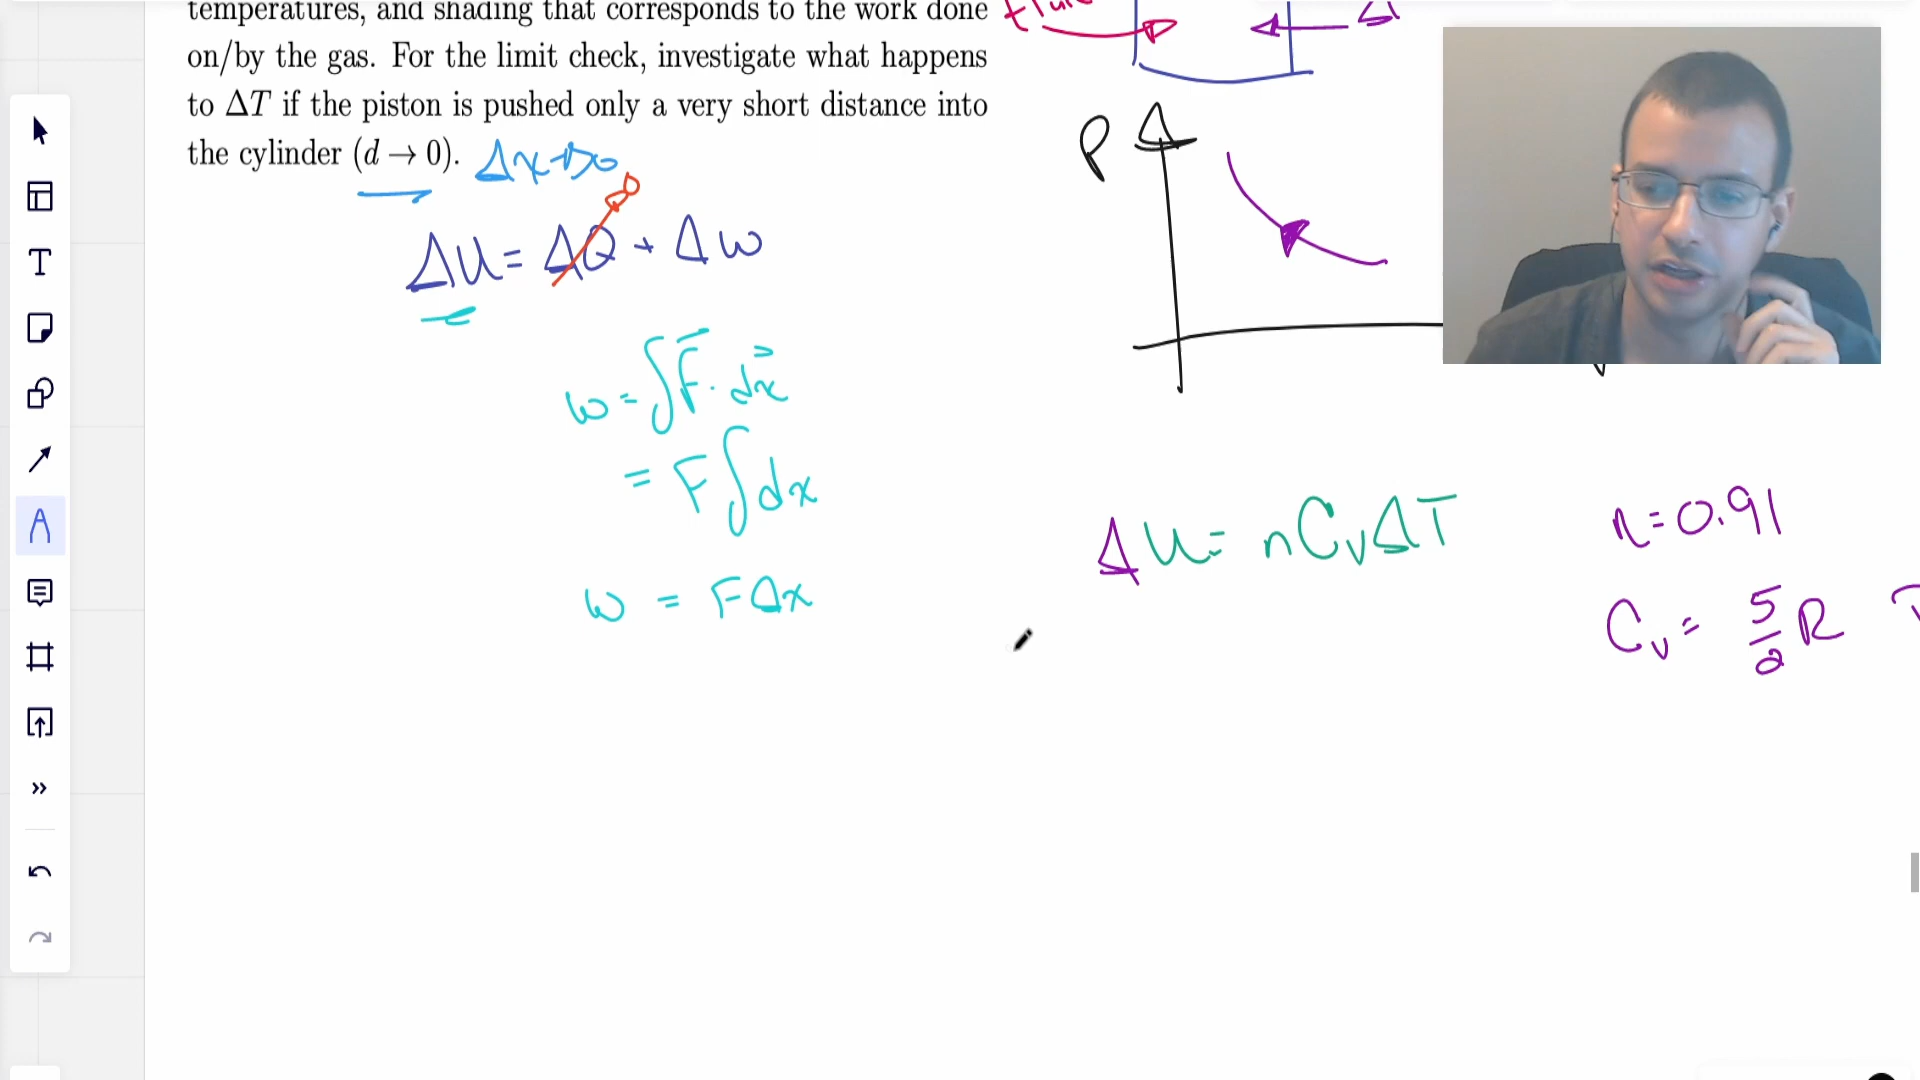 temperatures, and shading that corresponds to the work done
on/by the gas. For the limit check, investigate what happens
to ΔT if the piston is pushed only a very short distance into
the cylinder (d → 0). Δx→0
ΔU = ΔQ + ΔW
0
W = ∫F⃗ · dx⃗
= F∫dx
W = FΔx
P
ΔU = nCvΔT
n = 0.91
Cv = 5/2 R
T